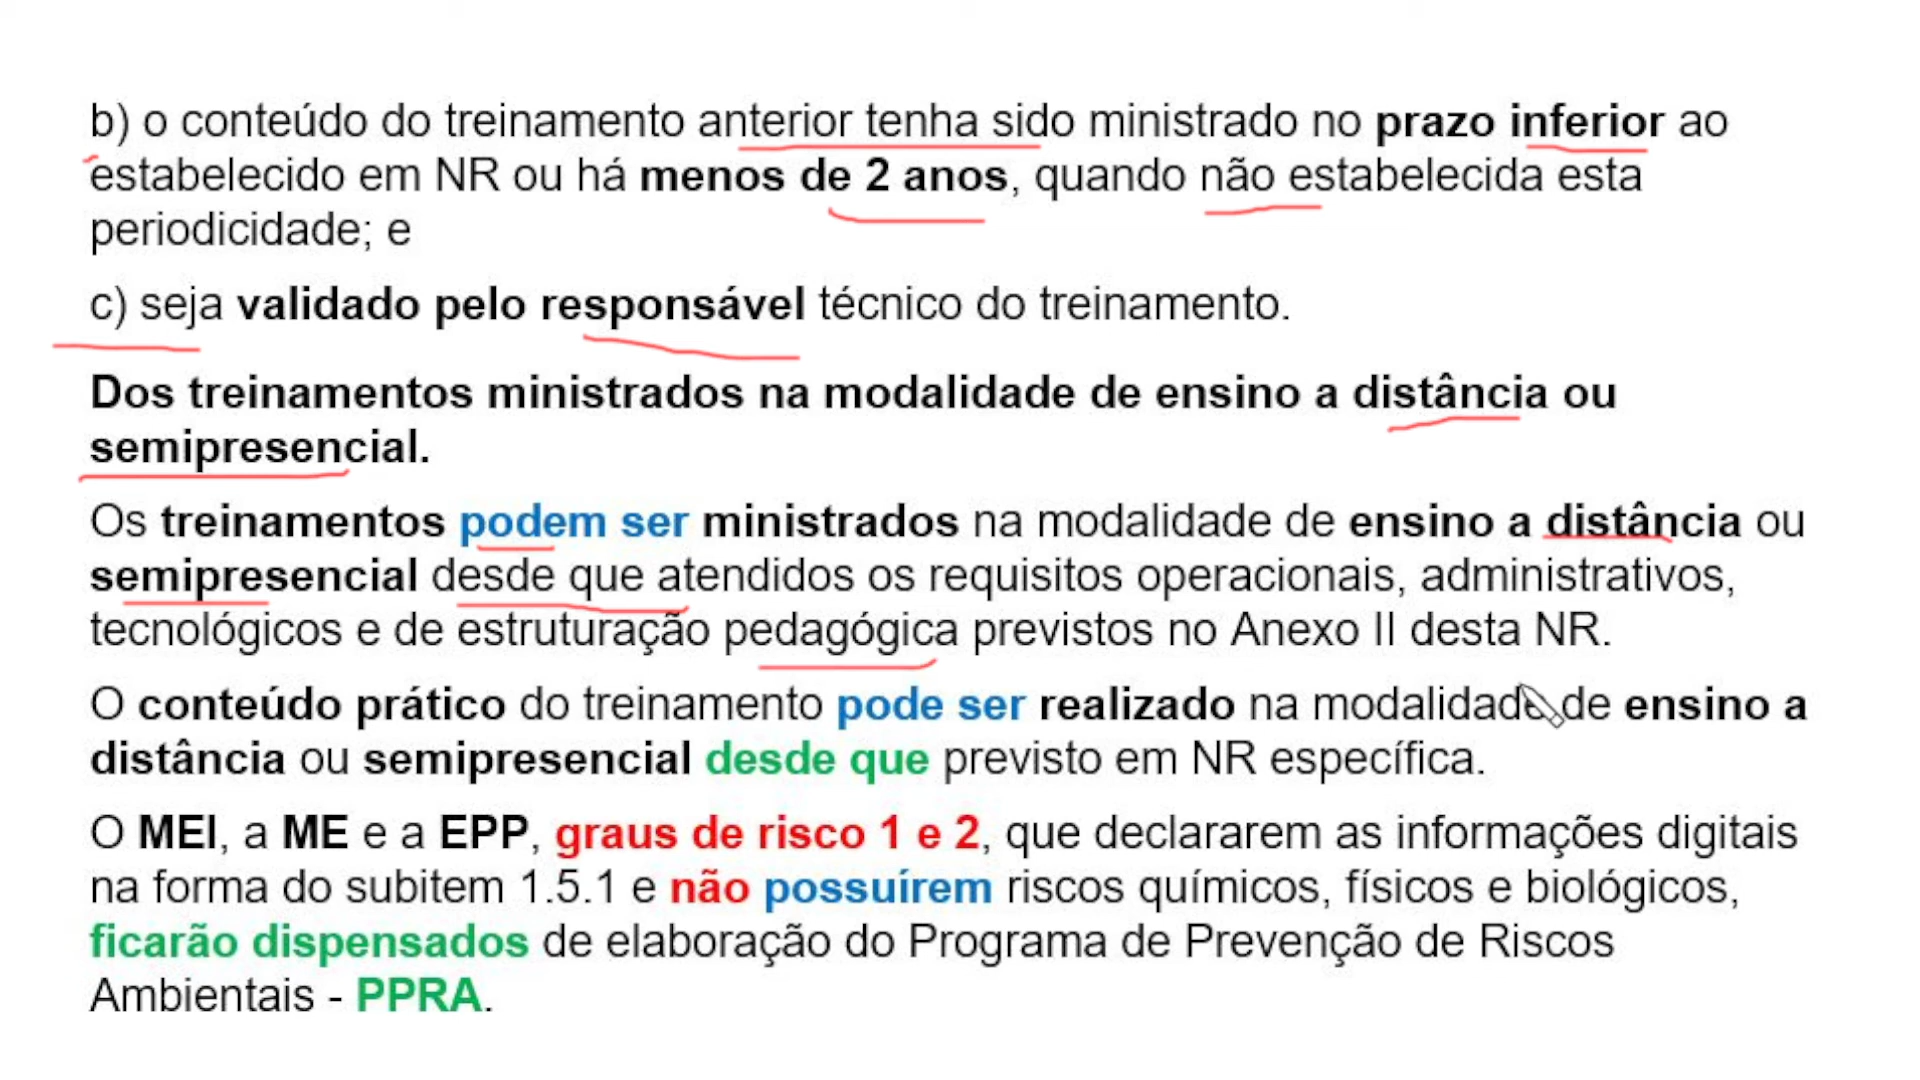 b) o conteúdo do treinamento anterior tenha sido ministrado no prazo inferior ao
estabelecido em NR ou há menos de 2 anos, quando não estabelecida esta
periodicidade; e
c) seja validado pelo responsável técnico do treinamento.
Dos treinamentos ministrados na modalidade de ensino a distância ou
semipresencial.
Os treinamentos podem ser ministrados na modalidade de ensino a distância ou
semipresencial desde que atendidos os requisitos operacionais, administrativos,
tecnológicos e de estruturação pedagógica previstos no Anexo II desta NR.
O conteúdo prático do treinamento pode ser realizado na modalidade de ensino a
distância ou semipresencial desde que previsto em NR específica.
O MEI, a ME e a EPP, graus de risco 1 e 2, que declararem as informações digitais
na forma do subitem 1.5.1 e não possuírem riscos químicos, físicos e biológicos,
ficarão dispensados de elaboração do Programa de Prevenção de Riscos
Ambientais - PPRA.